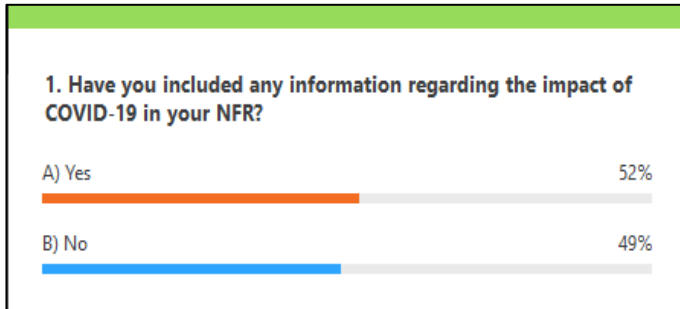 1. Have you included any information regarding the impact of
COVID-19 in your NFR?
A) Yes 52%
B) No 49%